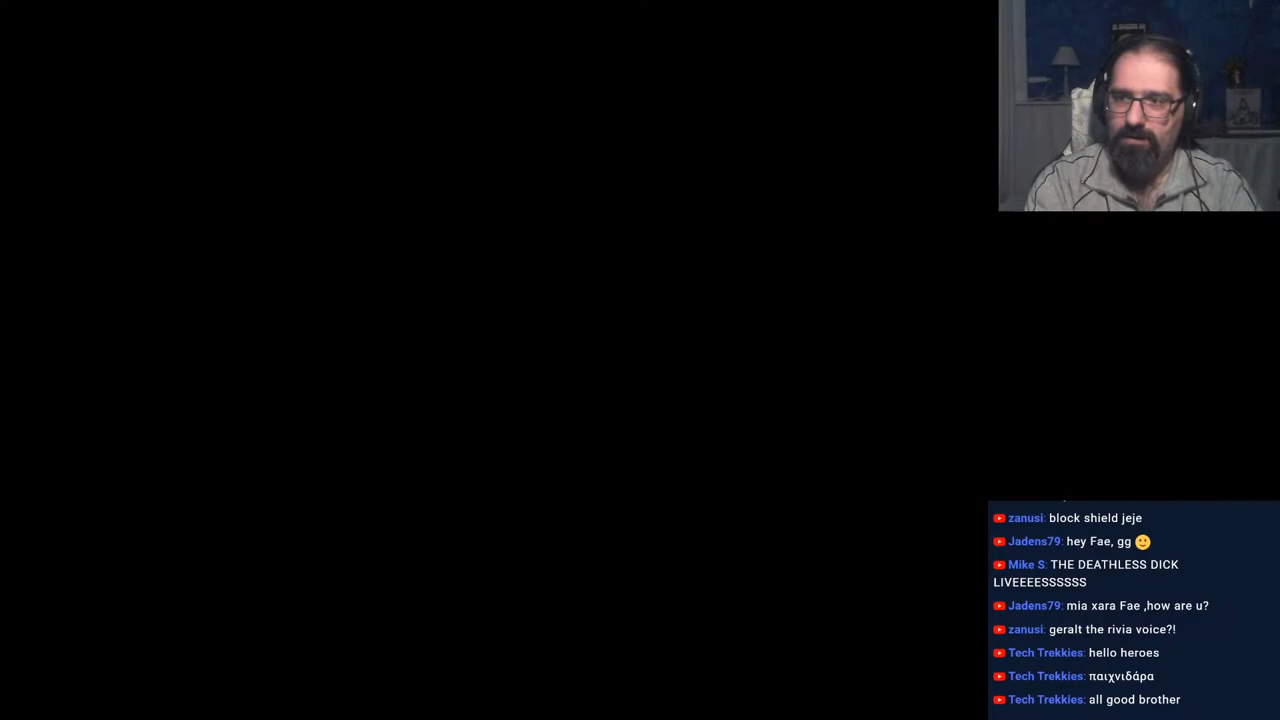 zanusi: block shield jeje
Jadens79: hey Fae, gg 🙂
Mike S: THE DEATHLESS DICK
LIVEEEESSSSSS
Jadens79: mia xara Fae ,how are u?
zanusi: geralt the rivia voice?!
Tech Trekkies: hello heroes
Tech Trekkies: παιχνιδάρα
Tech Trekkies: all good brother